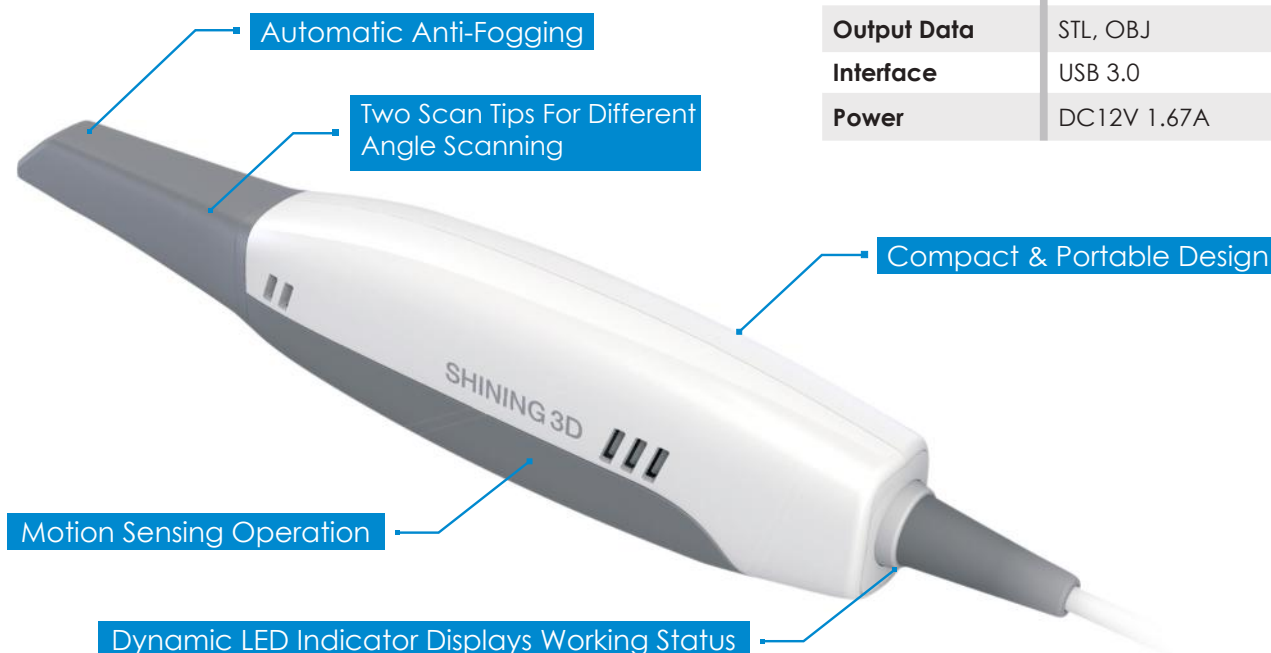 Automatic Anti-Fogging
Two Scan Tips For Different
Angle Scanning
Output Data STL, OBJ
Interface USB 3.0
Power DC12V 1.67A
Compact & Portable Design
SHINING 3D
Motion Sensing Operation
Dynamic LED Indicator Displays Working Status